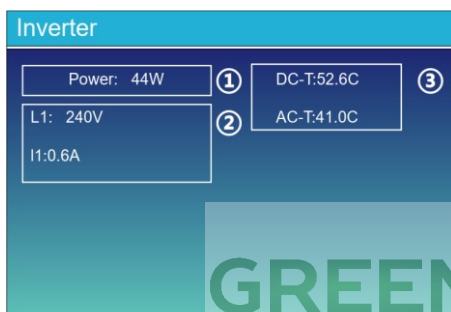 Inverter
Power: 44W
①
L1: 240V
I1:0.6A
②
DC-T:52.6C
AC-T:41.0C
③
GREEN